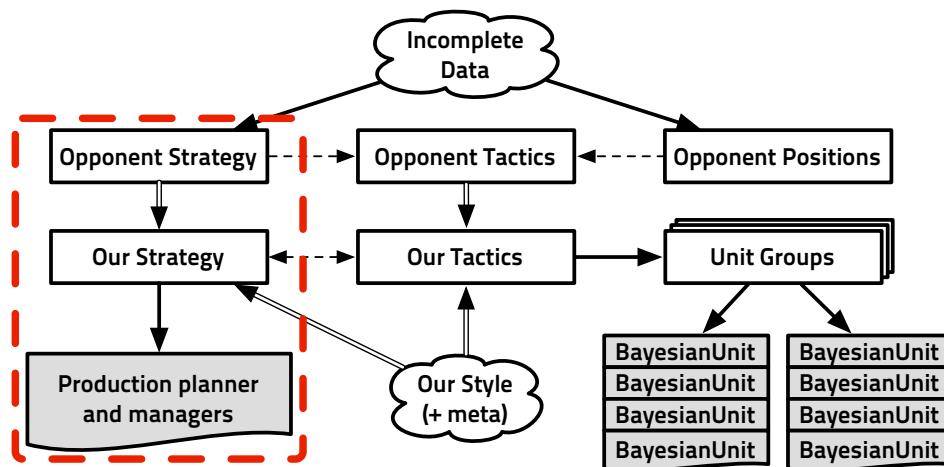 Incomplete
Data
Opponent Strategy
Opponent Tactics
Opponent Positions
Our Strategy
Our Tactics
Unit Groups
Production planner
and managers
Our Style
(+ meta)
BayesianUnit
BayesianUnit
BayesianUnit
BayesianUnit
BayesianUnit
BayesianUnit
BayesianUnit
BayesianUnit